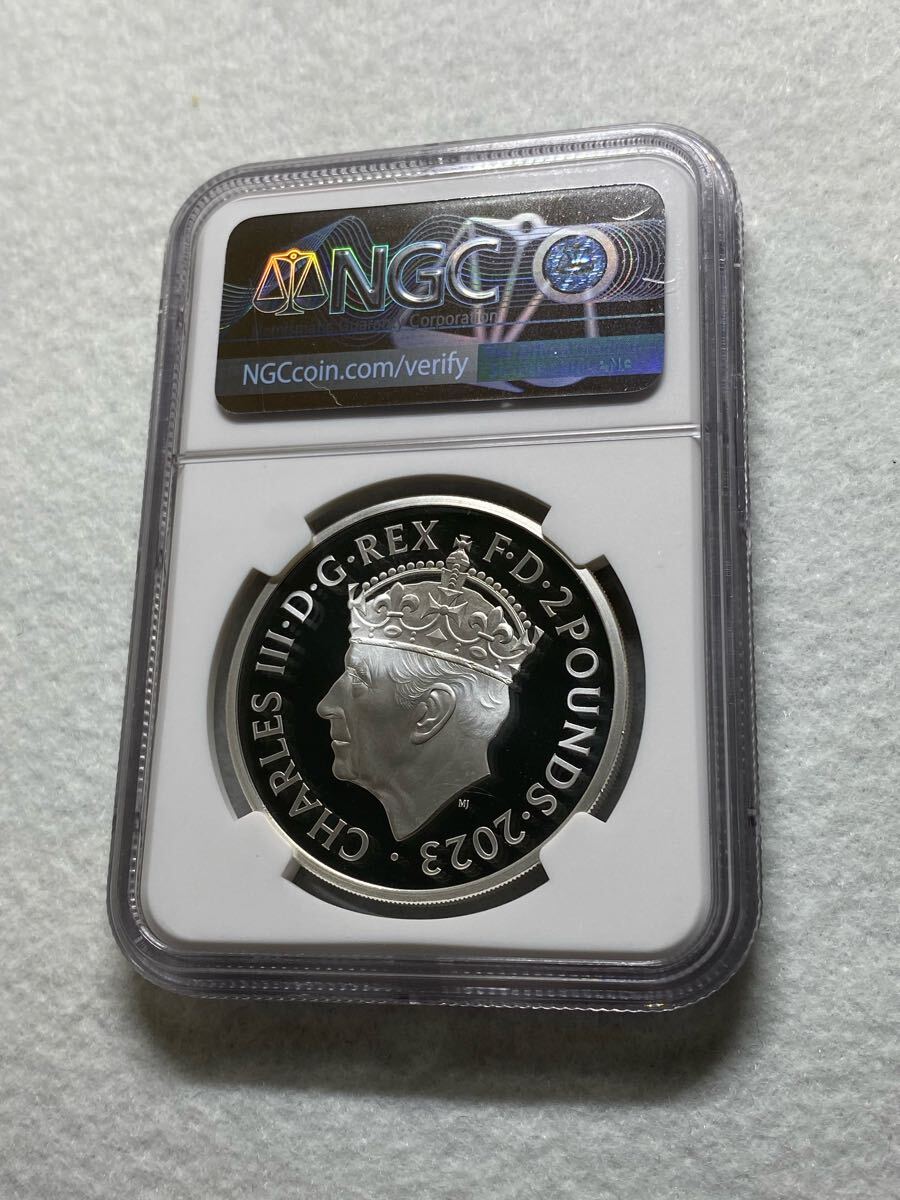 NGC
Numismatic Guaranty Corporation
NGCcoin.com/verify
· CHARLES III · D · G · REX F · D · 2 POUNDS · 2023
MJ